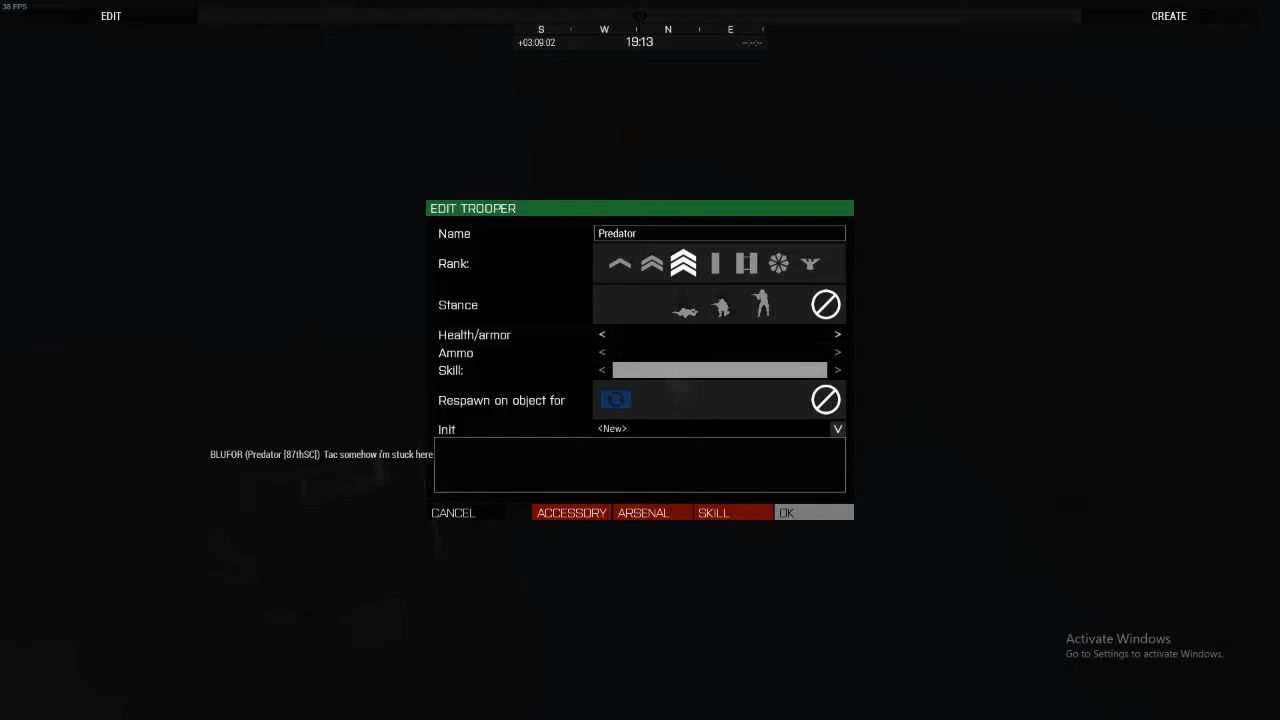 38 FPS
EDIT
CREATE
S W N E
+03:09.02 19:13 --:--:--
EDIT TROOPER
Name Predator
Rank:
Stance
Health/armor < >
Ammo < >
Skill: < >
Respawn on object for
Init <New> V
BLUFOR (Predator [87thSC]) Tac somehow i'm stuck here
CANCEL ACCESSORY ARSENAL SKILL OK
Activate Windows
Go to Settings to activate Windows.